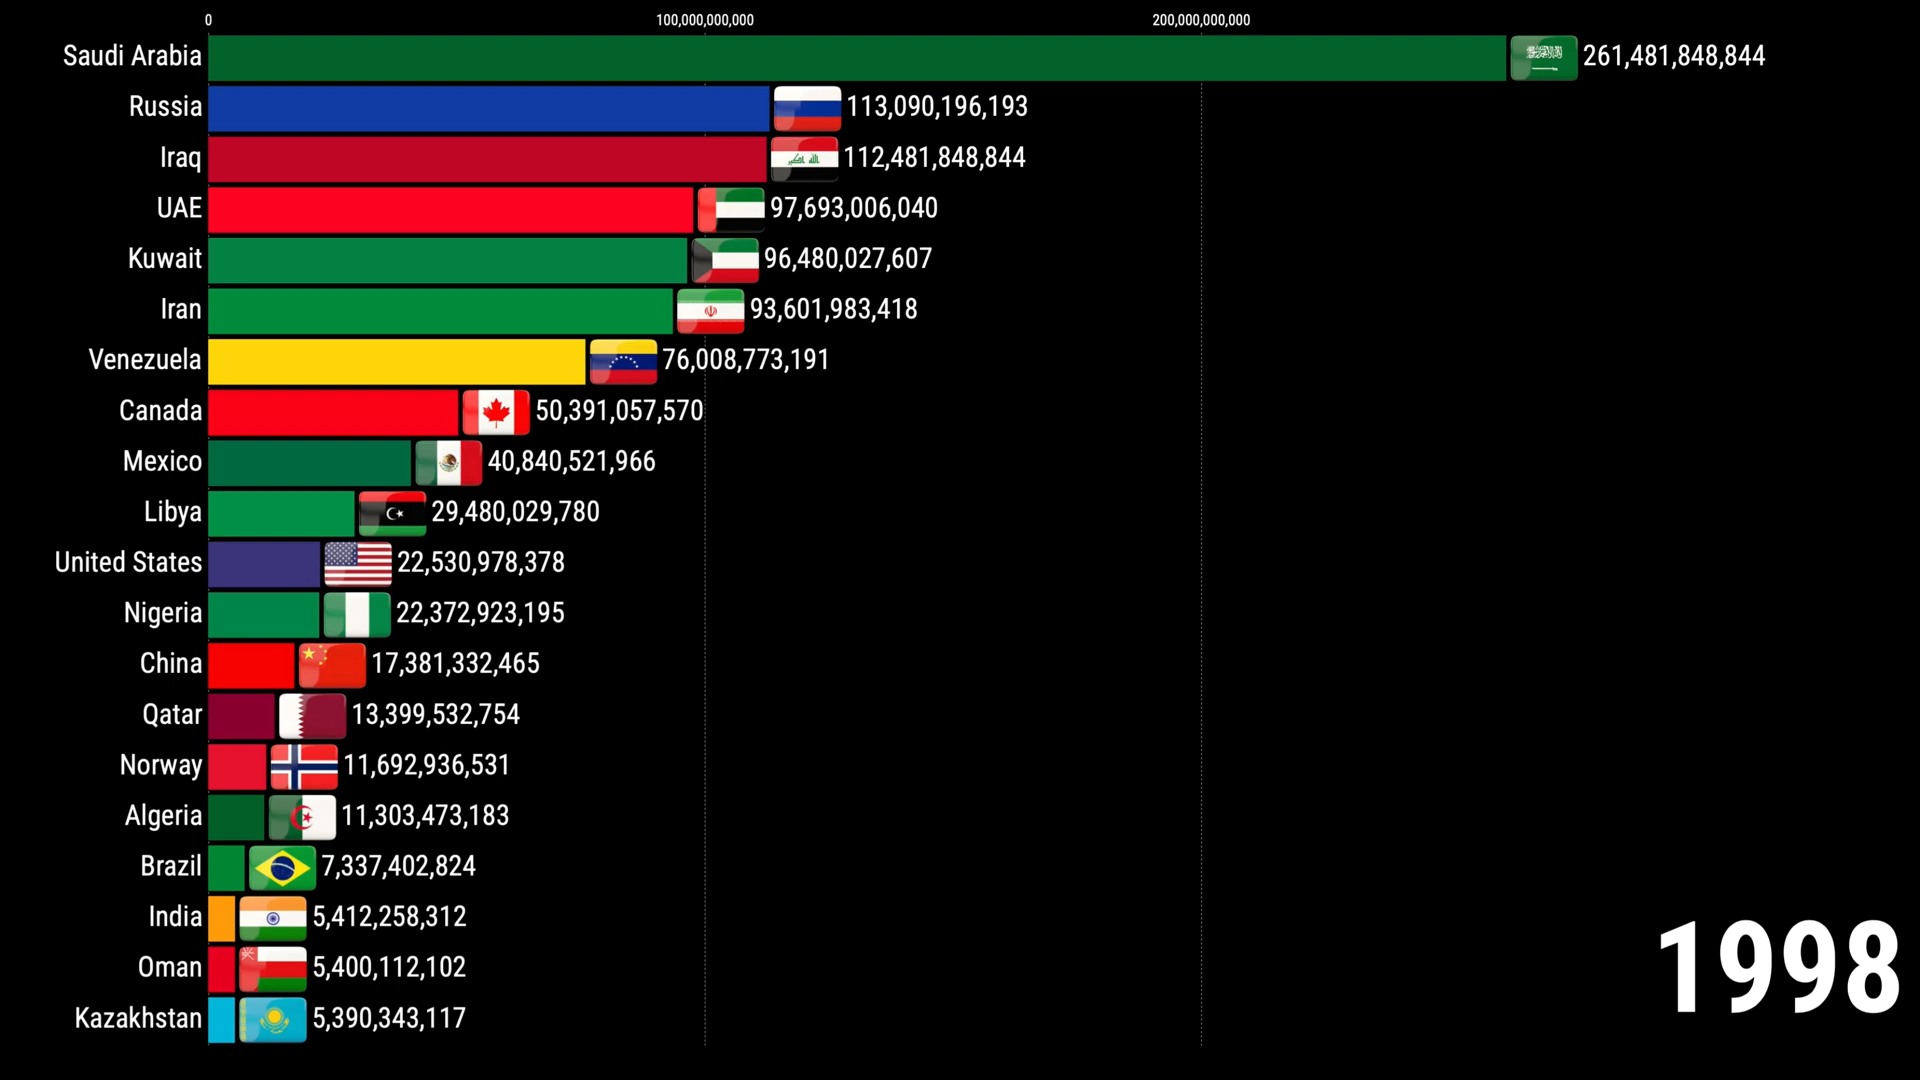 0 100,000,000,000 200,000,000,000
Saudi Arabia 261,481,848,844
Russia 113,090,196,193
Iraq 112,481,848,844
UAE 97,693,006,040
Kuwait 96,480,027,607
Iran 93,601,983,418
Venezuela 76,008,773,191
Canada 50,391,057,570
Mexico 40,840,521,966
Libya 29,480,029,780
United States 22,530,978,378
Nigeria 22,372,923,195
China 17,381,332,465
Qatar 13,399,532,754
Norway 11,692,936,531
Algeria 11,303,473,183
Brazil 7,337,402,824
India 5,412,258,312
Oman 5,400,112,102
Kazakhstan 5,390,343,117
1998